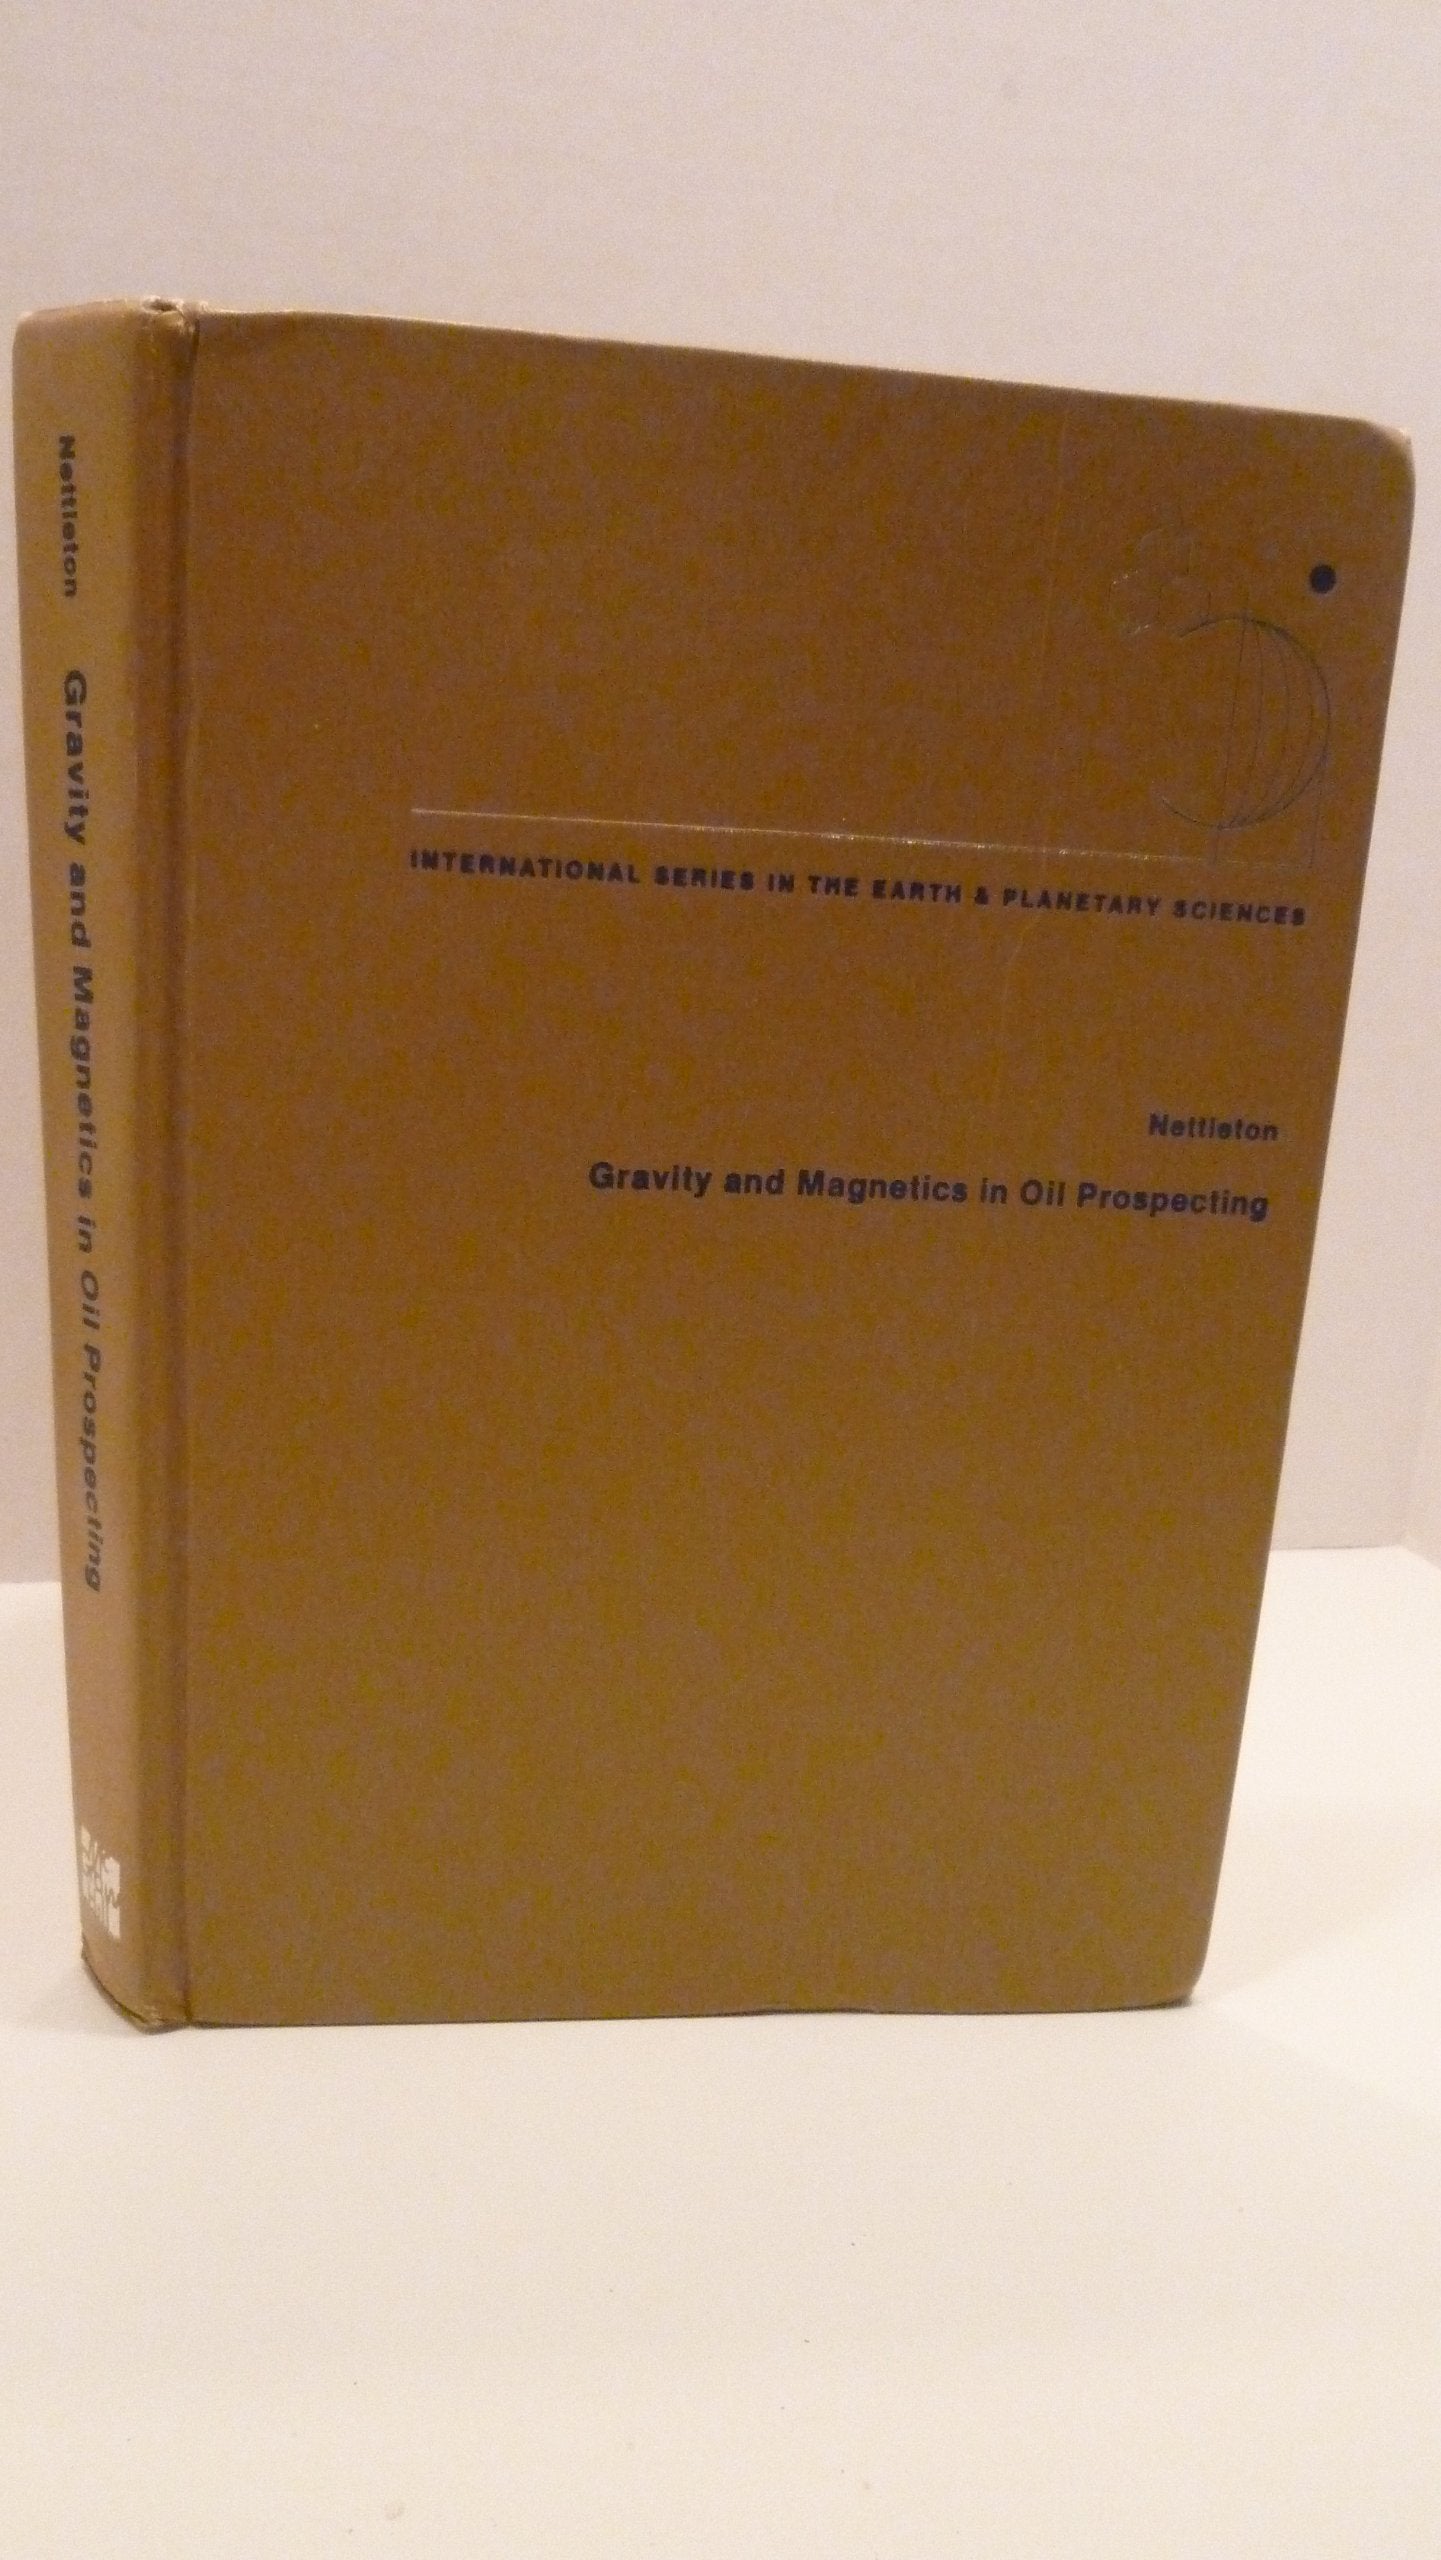 Nettleton Gravity and Magnetics in Oil Prospecting
INTERNATIONAL SERIES IN THE EARTH & PLANETARY SCIENCES
Nettleton
Gravity and Magnetics in Oil Prospecting